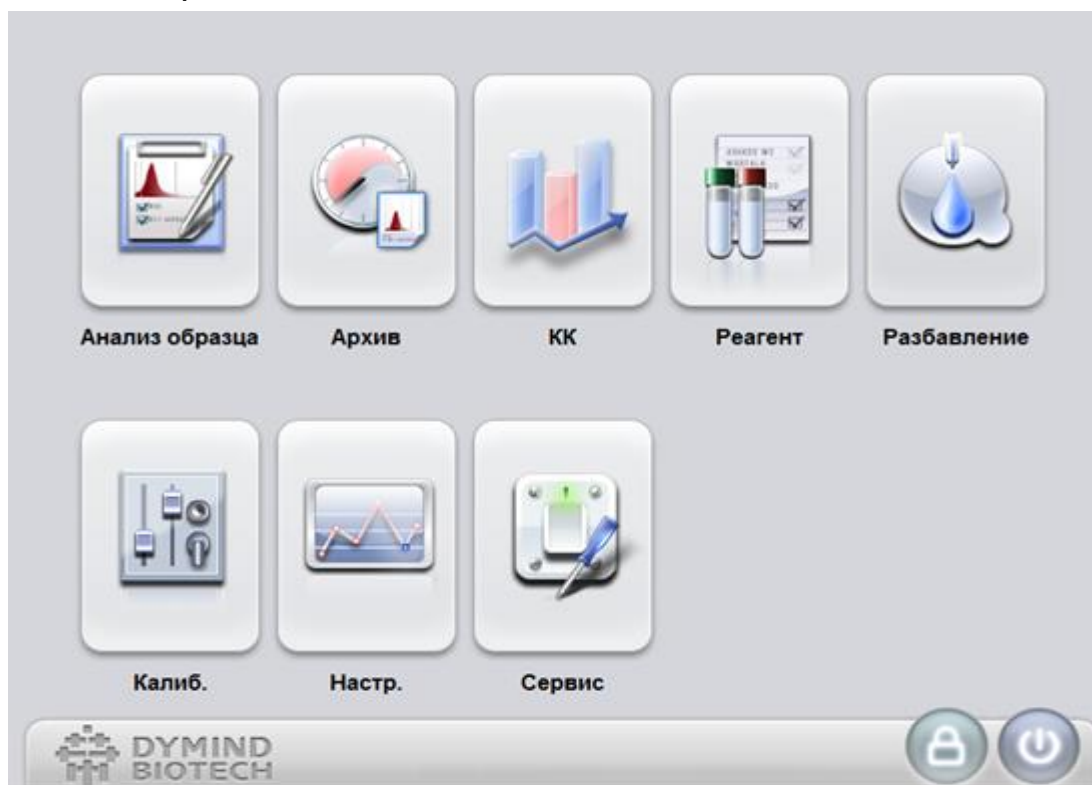 Анализ образца
Архив
КК
Реагент
Разбавление
Калиб.
Настр.
Сервис
DYMIND
BIOTECH